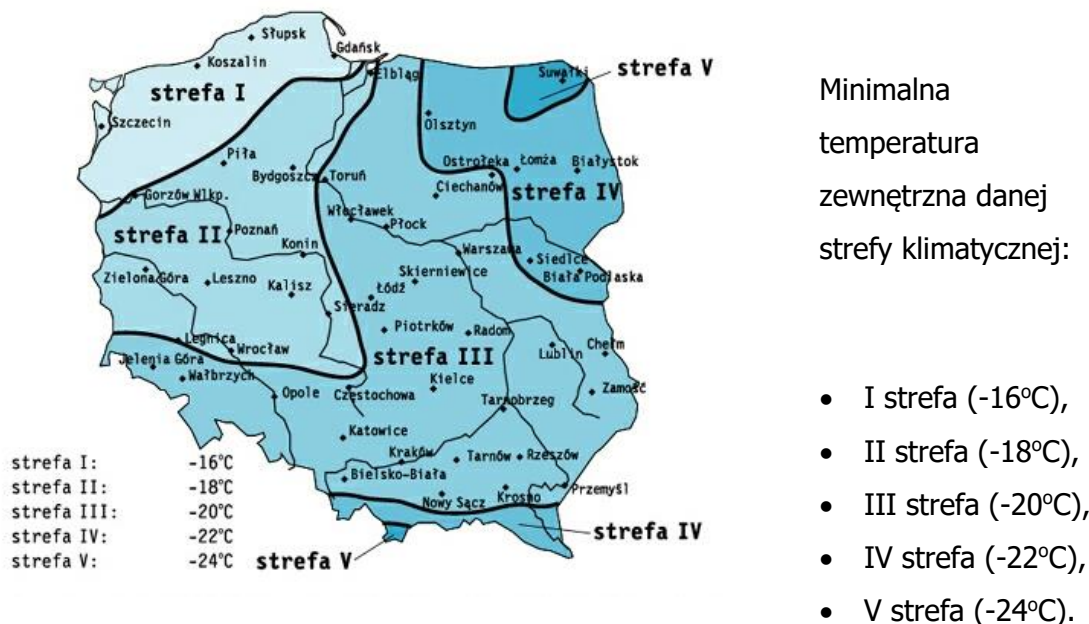 Słupsk
Gdańsk
Koszalin
Elbląg
Suwałki
strefa V
strefa I
Szczecin
Olsztyn
Piła
Bydgoszcz
Toruń
Ostrołęka
Łomża
Białystok
Ciechanów
Gorzów Wlkp.
strefa IV
Włocławek
Płock
strefa II
Poznań
Konin
Warszawa
Siedlce
Skierniewice
Biała Podlaska
Zielona Góra
Leszno
Kalisz
Łódź
Sieradz
Piotrków
Radom
Legnica
Wrocław
strefa III
Lublin
Chełm
Jelenia Góra
Wałbrzych
Opole
Częstochowa
Kielce
Zamość
Tarnobrzeg
Katowice
Kraków
Tarnów
Rzeszów
Bielsko-Biała
Nowy Sącz
Krosno
Przemyśl
strefa IV
strefa V
strefa I: -16°C
strefa II: -18°C
strefa III: -20°C
strefa IV: -22°C
strefa V: -24°C
Minimalna
temperatura
zewnętrzna danej
strefy klimatycznej:
• I strefa (-16°C),
• II strefa (-18°C),
• III strefa (-20°C),
• IV strefa (-22°C),
• V strefa (-24°C).